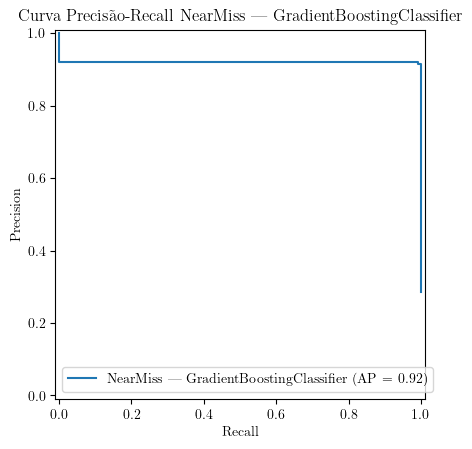 Curva Precisão-Recall NearMiss — GradientBoostingClassifier
1.0
0.8
0.6
0.4
0.2
0.0
Precision
NearMiss — GradientBoostingClassifier (AP = 0.92)
0.0 0.2 0.4 0.6 0.8 1.0
Recall